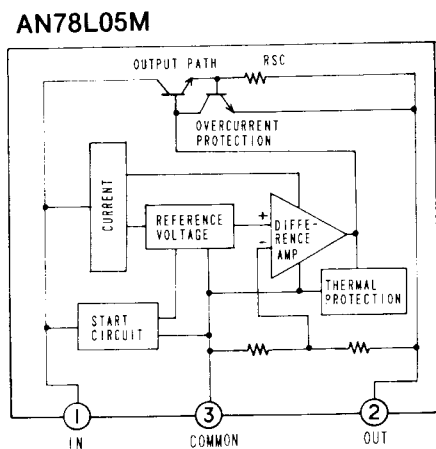 AN78L05M
OUTPUT PATH
RSC
OVERCURRENT
PROTECTION
CURRENT
REFERENCE
VOLTAGE
+
-
DIFFE-
RENCE
AMP
THERMAL
PROTECTION
START
CIRCUIT
1
3
2
IN
COMMON
OUT